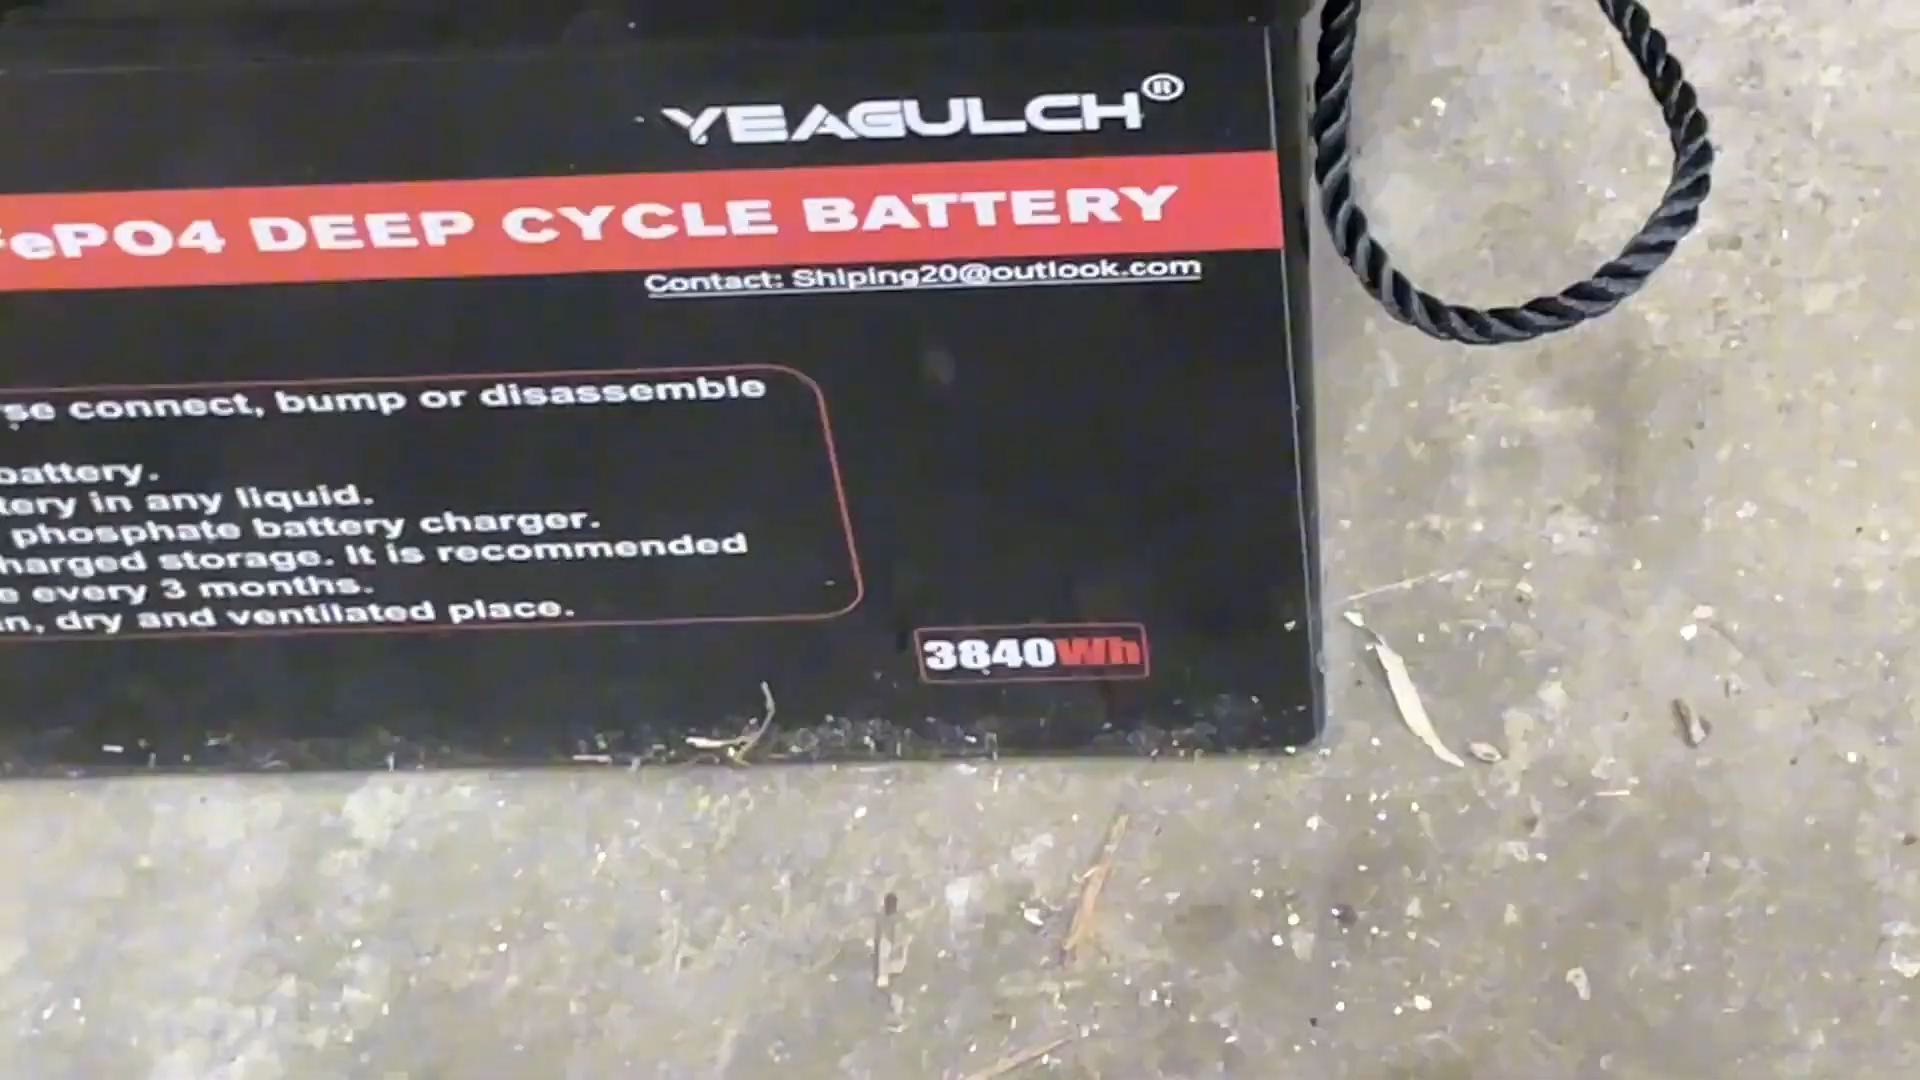 YEAGULCH®
ePO4 DEEP CYCLE BATTERY
Contact: Shiping20@outlook.com
se connect, bump or disassemble
battery.
tery in any liquid.
phosphate battery charger.
harged storage. It is recommended
e every 3 months.
n, dry and ventilated place.
3840Wh